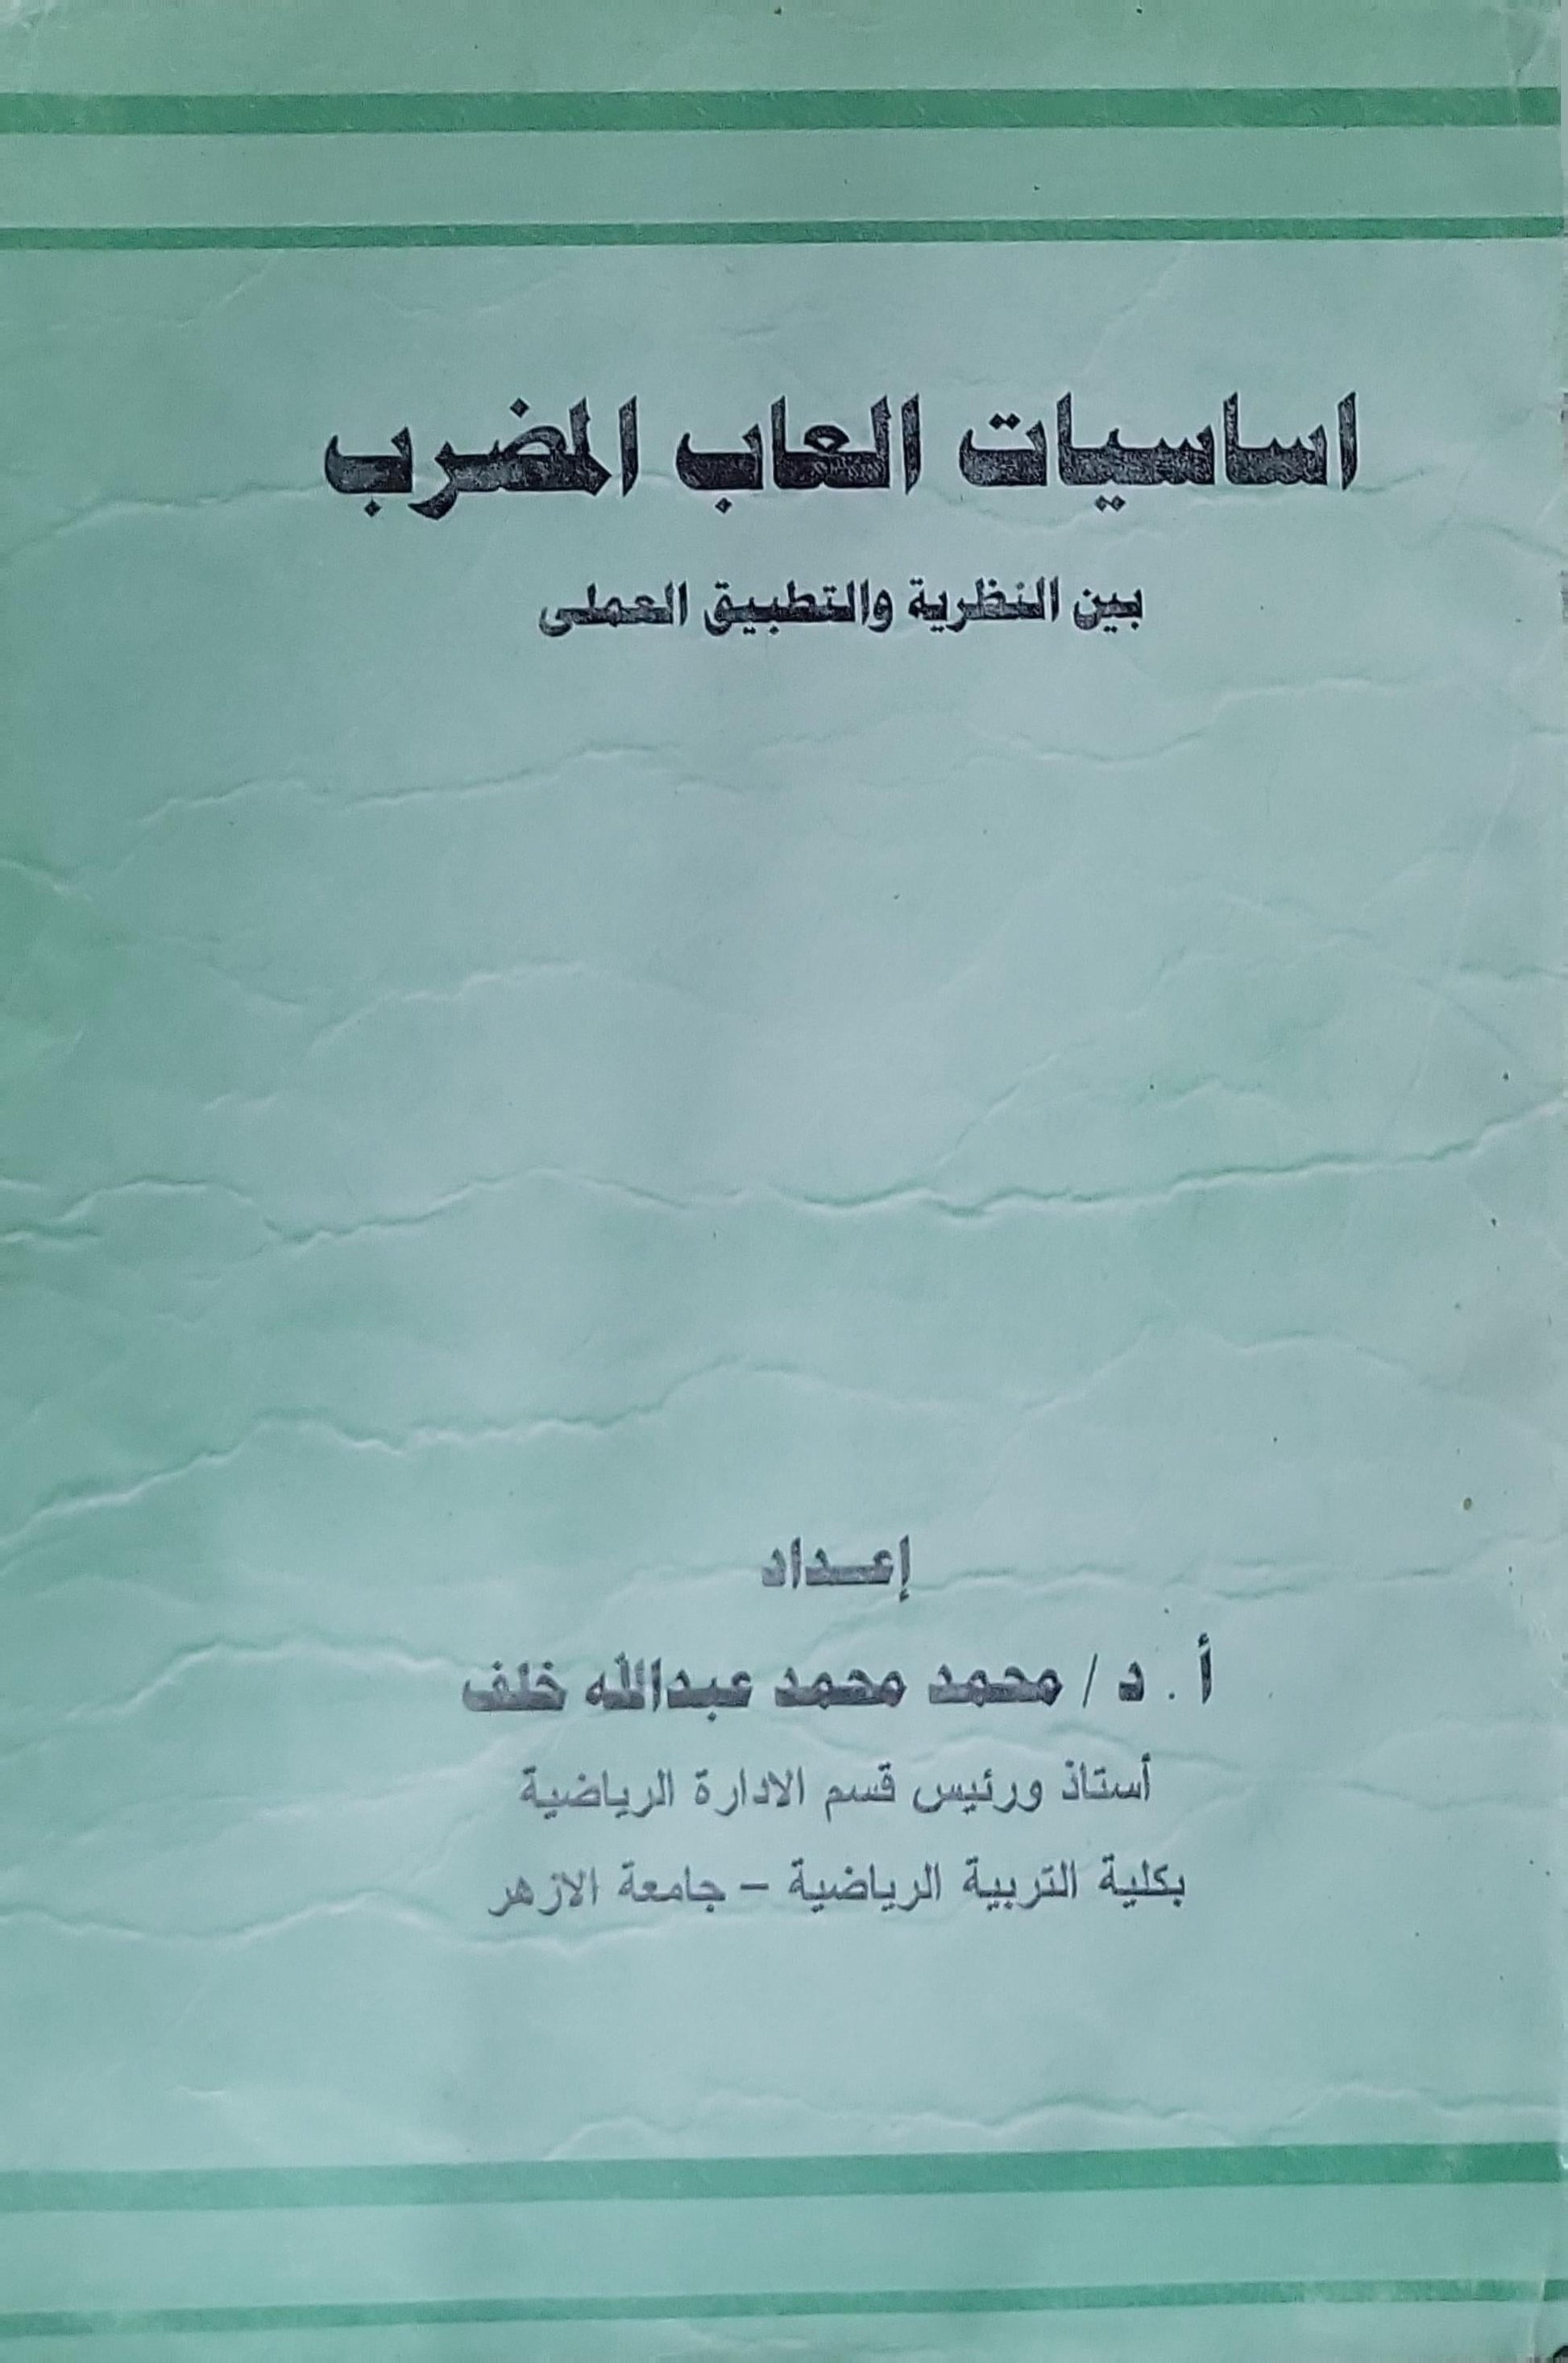 اساسيات العاب المضرب
بين النظرية والتطبيق العملى
إعـداد
أ . د / محمد محمد عبدالله خلف
أستاذ ورئيس قسم الادارة الرياضية
بكلية التربية الرياضية – جامعة الازهر